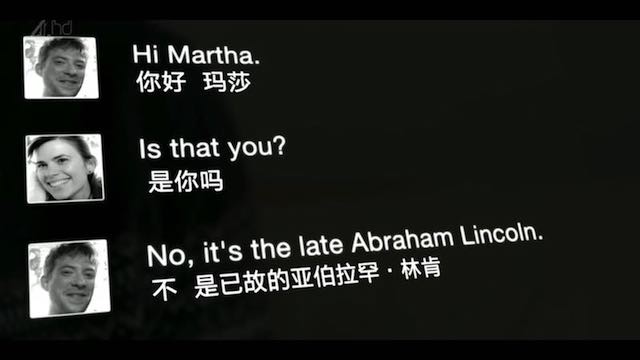 4hd
Hi Martha.
你好 玛莎
Is that you?
是你吗
No, it's the late Abraham Lincoln.
不 是已故的亚伯拉罕·林肯